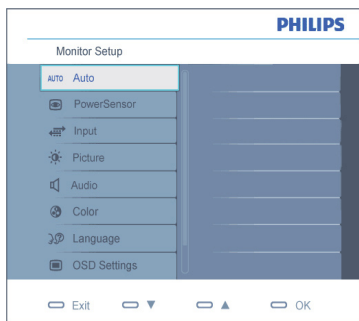 PHILIPS
Monitor Setup
AUTO Auto
PowerSensor
Input
Picture
Audio
Color
Language
OSD Settings
Exit ▼ ▲ OK